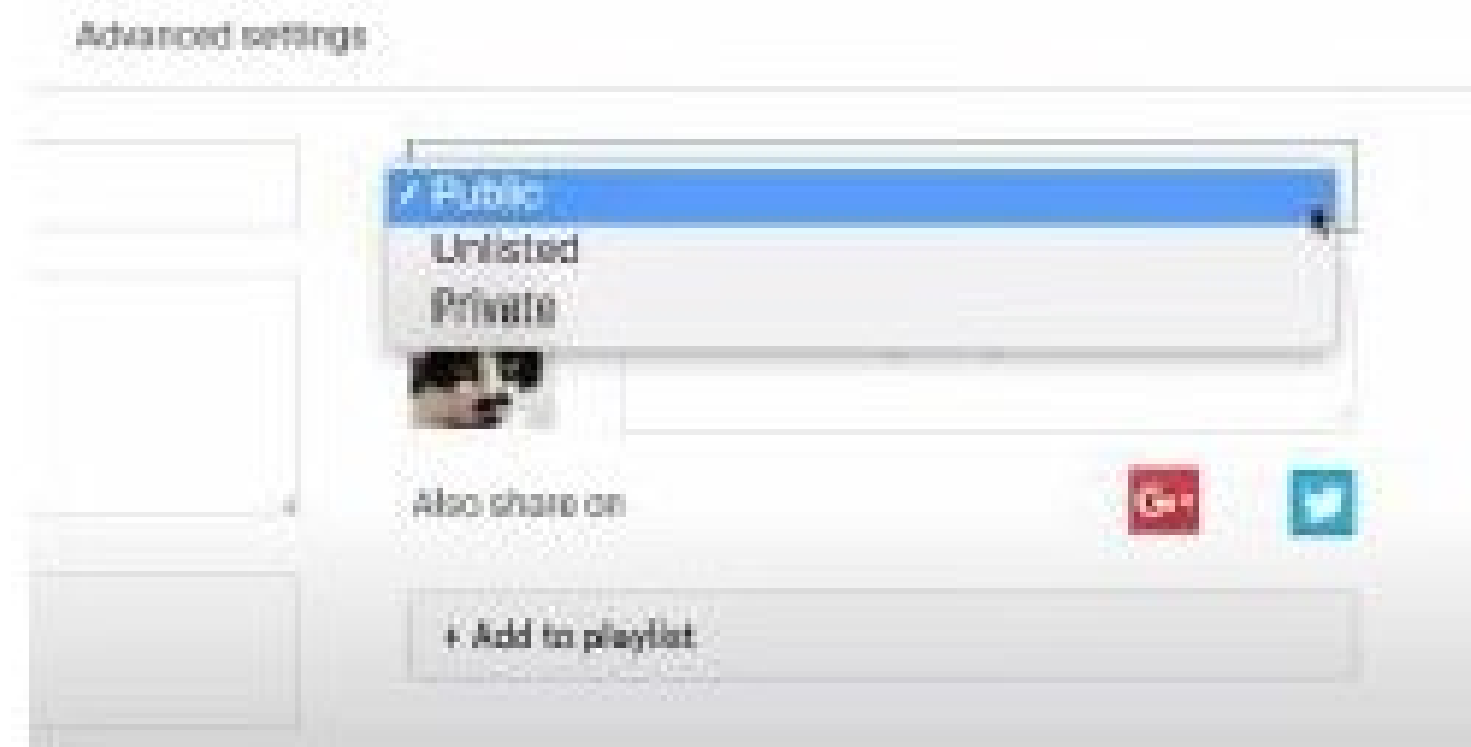 Advanced settings
✓ Public
Unlisted
Private
Also share on
G+
+ Add to playlist